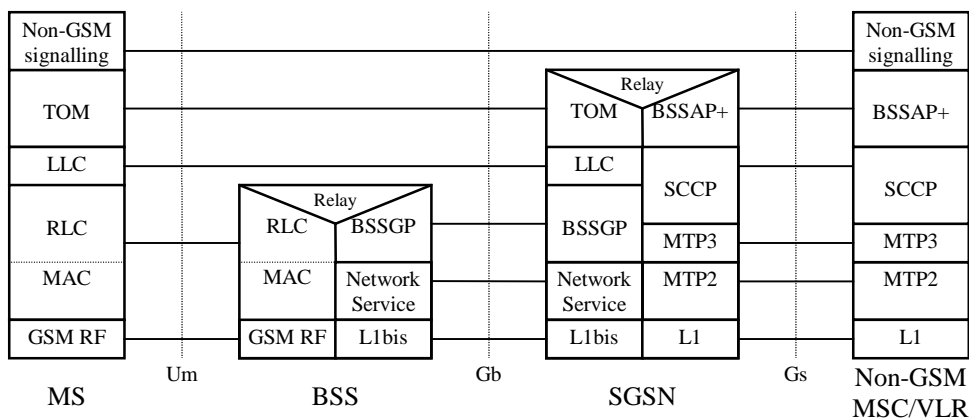 Non-GSM
signalling
TOM
LLC
RLC
MAC
GSM RF
MS
Um
Relay
RLC
BSSGP
MAC
Network
Service
GSM RF
L1bis
BSS
Gb
Relay
TOM
BSSAP+
LLC
SCCP
BSSGP
MTP3
Network
Service
MTP2
L1bis
L1
SGSN
Gs
Non-GSM
signalling
BSSAP+
SCCP
MTP3
MTP2
L1
Non-GSM
MSC/VLR